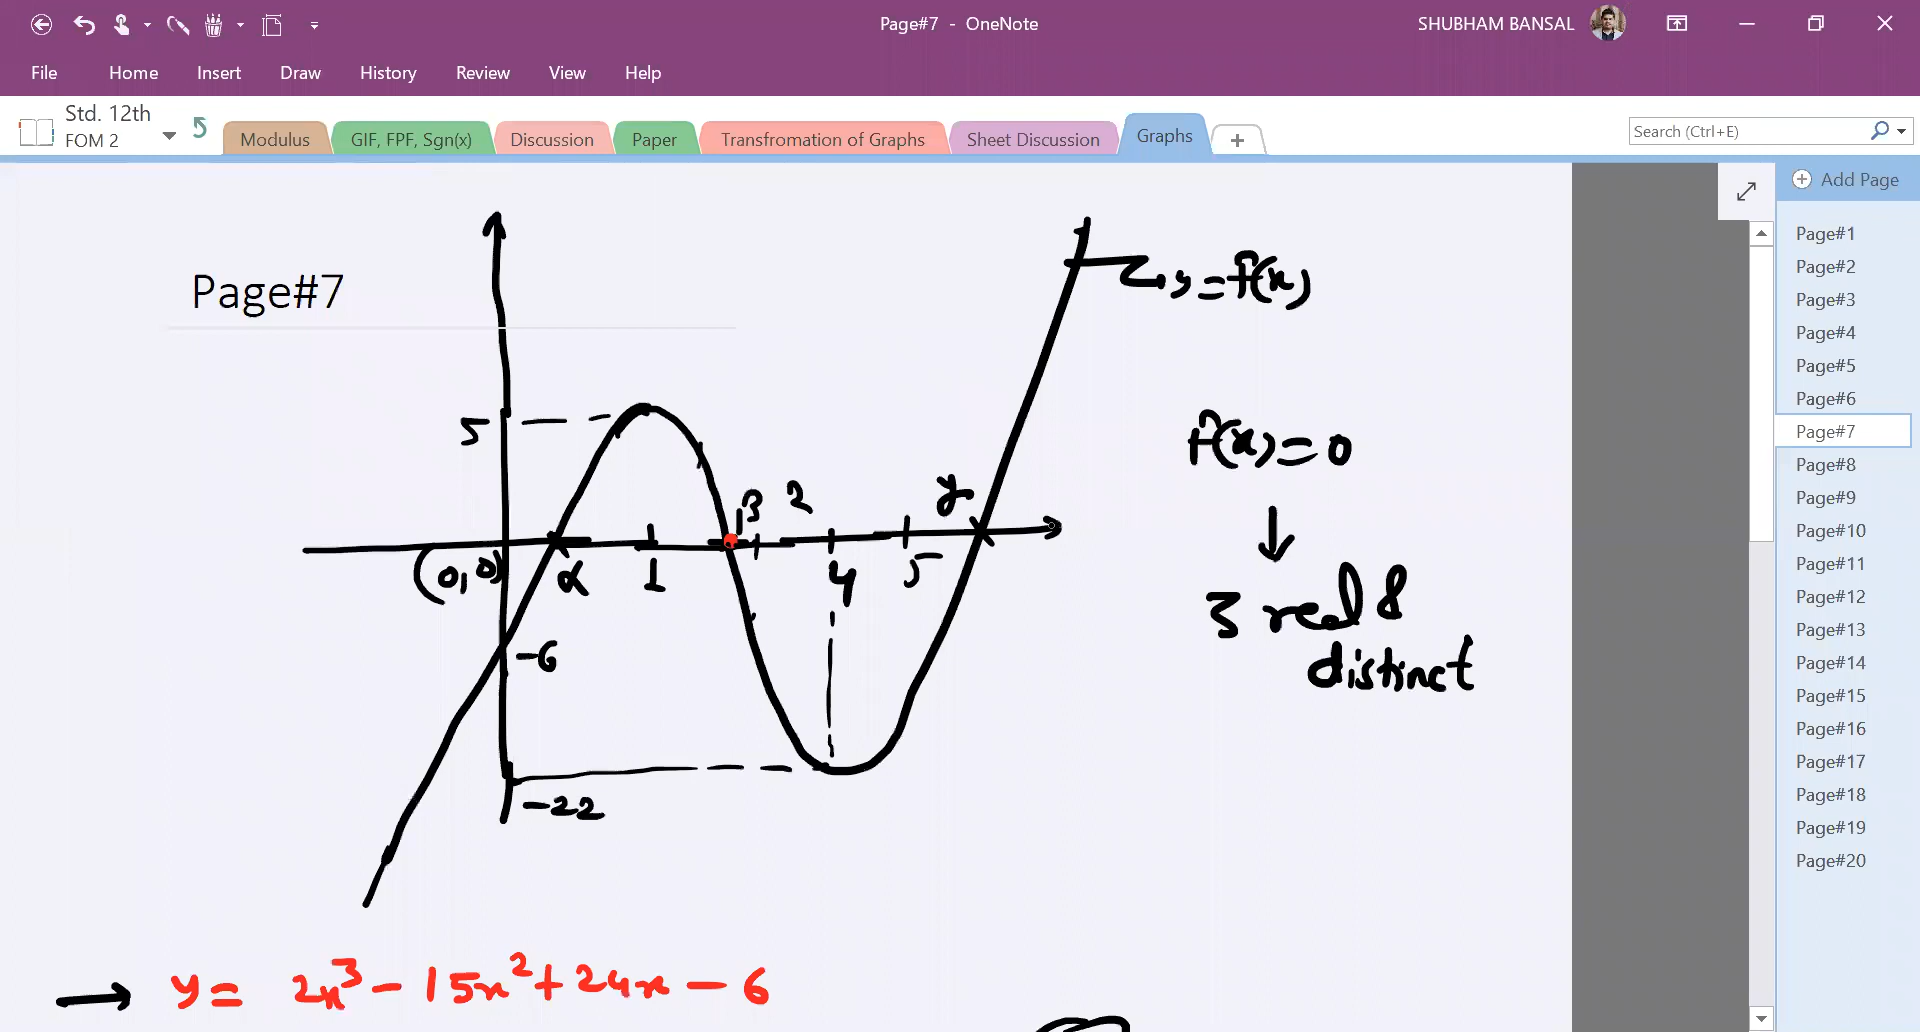 Page#7 - OneNote
SHUBHAM BANSAL
File Home Insert Draw History Review View Help
Std. 12th
FOM 2
Modulus GIF, FPF, Sgn(x) Discussion Paper Transfromation of Graphs Sheet Discussion Graphs +
Search (Ctrl+E)
Add Page
Page#1
Page#2
Page#3
Page#4
Page#5
Page#6
Page#7
Page#8
Page#9
Page#10
Page#11
Page#12
Page#13
Page#14
Page#15
Page#16
Page#17
Page#18
Page#19
Page#20
Page#7
y=f(x)
5
f(x)=0
β 2 γ
(0,0) α 1 4 5
3 real &
distinct
-6
-22
y= 2x³-15x²+24x-6